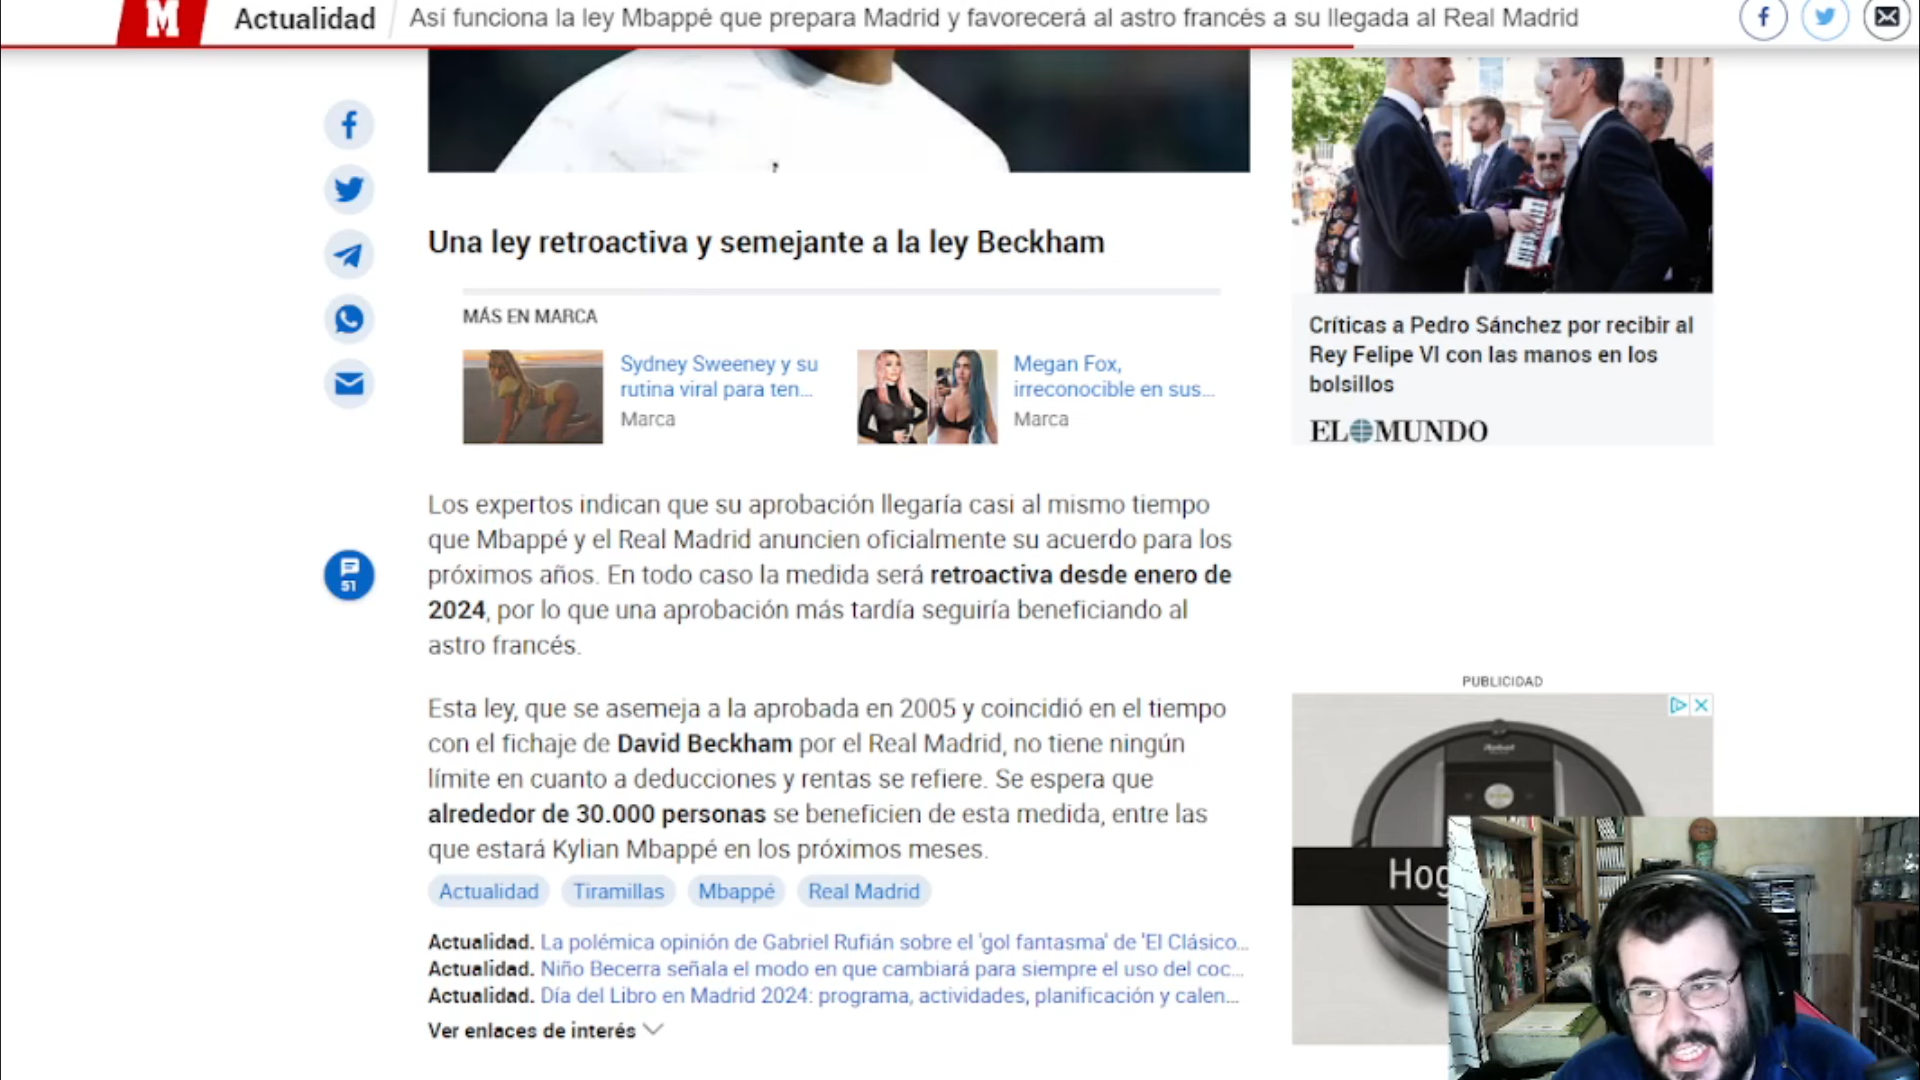 M
Actualidad
Así funciona la ley Mbappé que prepara Madrid y favorecerá al astro francés a su llegada al Real Madrid
Una ley retroactiva y semejante a la ley Beckham
MÁS EN MARCA
Sydney Sweeney y su
rutina viral para ten...
Marca
Megan Fox,
irreconocible en sus...
Marca
Los expertos indican que su aprobación llegaría casi al mismo tiempo
que Mbappé y el Real Madrid anuncien oficialmente su acuerdo para los
próximos años. En todo caso la medida será retroactiva desde enero de
2024, por lo que una aprobación más tardía seguiría beneficiando al
astro francés.
51
Esta ley, que se asemeja a la aprobada en 2005 y coincidió en el tiempo
con el fichaje de David Beckham por el Real Madrid, no tiene ningún
límite en cuanto a deducciones y rentas se refiere. Se espera que
alrededor de 30.000 personas se beneficien de esta medida, entre las
que estará Kylian Mbappé en los próximos meses.
Actualidad
Tiramillas
Mbappé
Real Madrid
Actualidad. La polémica opinión de Gabriel Rufián sobre el 'gol fantasma' de 'El Clásico...
Actualidad. Niño Becerra señala el modo en que cambiará para siempre el uso del coc...
Actualidad. Día del Libro en Madrid 2024: programa, actividades, planificación y calen...
Ver enlaces de interés
Críticas a Pedro Sánchez por recibir al
Rey Felipe VI con las manos en los
bolsillos
EL MUNDO
PUBLICIDAD
Hog